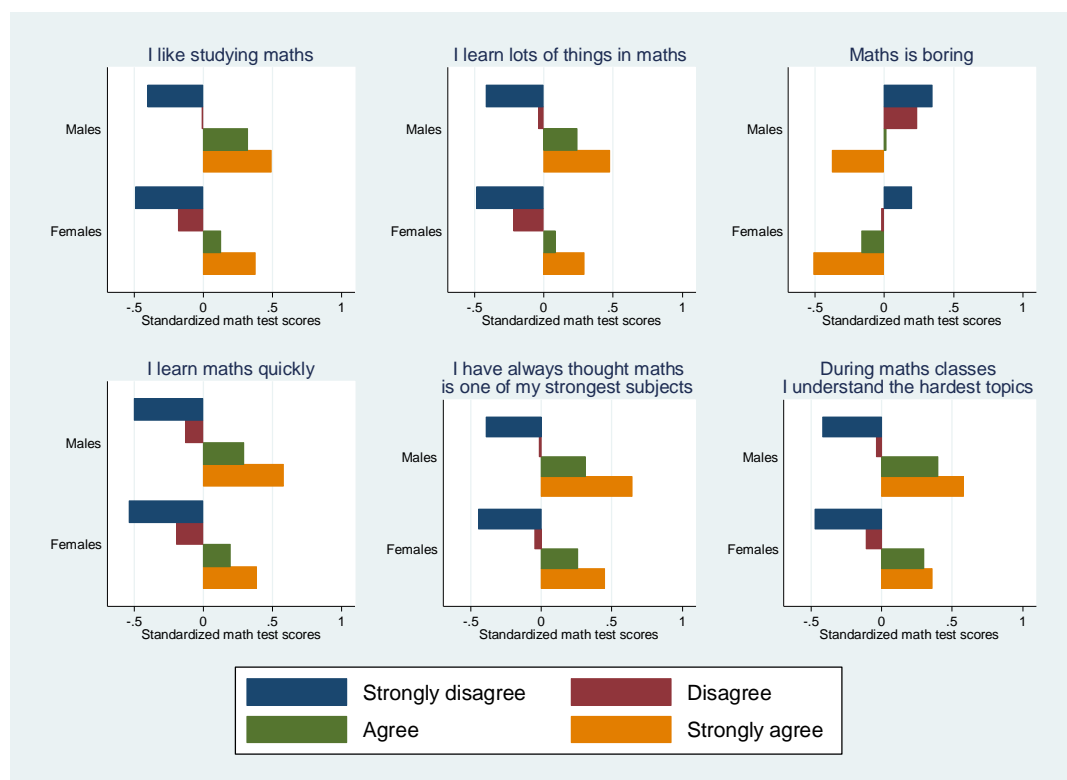 I like studying maths
Males
Females
-.5 0 .5 1
Standardized math test scores
I learn lots of things in maths
Males
Females
-.5 0 .5 1
Standardized math test scores
Maths is boring
Males
Females
-.5 0 .5 1
Standardized math test scores
I learn maths quickly
Males
Females
-.5 0 .5 1
Standardized math test scores
I have always thought maths
is one of my strongest subjects
Males
Females
-.5 0 .5 1
Standardized math test scores
During maths classes
I understand the hardest topics
Males
Females
-.5 0 .5 1
Standardized math test scores
Strongly disagree
Disagree
Agree
Strongly agree